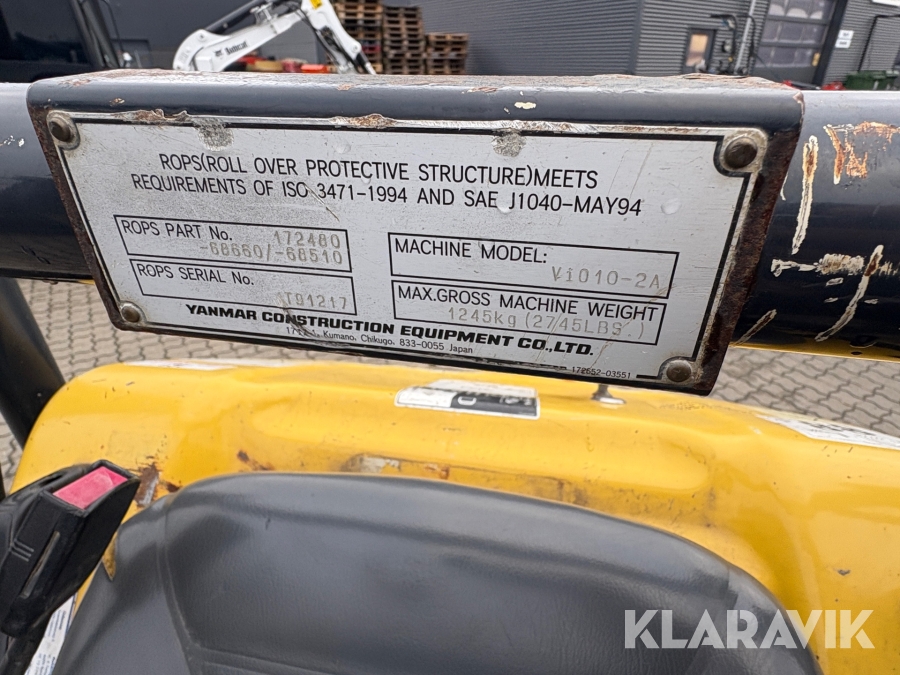 Bobcat
ROPS(ROLL OVER PROTECTIVE STRUCTURE)MEETS
REQUIREMENTS OF ISO 3471-1994 AND SAE J1040-MAY94
ROPS PART No. 172480
-68660/-68510
ROPS SERIAL No.
T91217
MACHINE MODEL:
Vi010-2A
MAX.GROSS MACHINE WEIGHT
1245kg (2745LBS.)
YANMAR CONSTRUCTION EQUIPMENT CO.,LTD.
Kumano, Chikugo, 833-0055 Japan
172652-03551
KLARAVIK